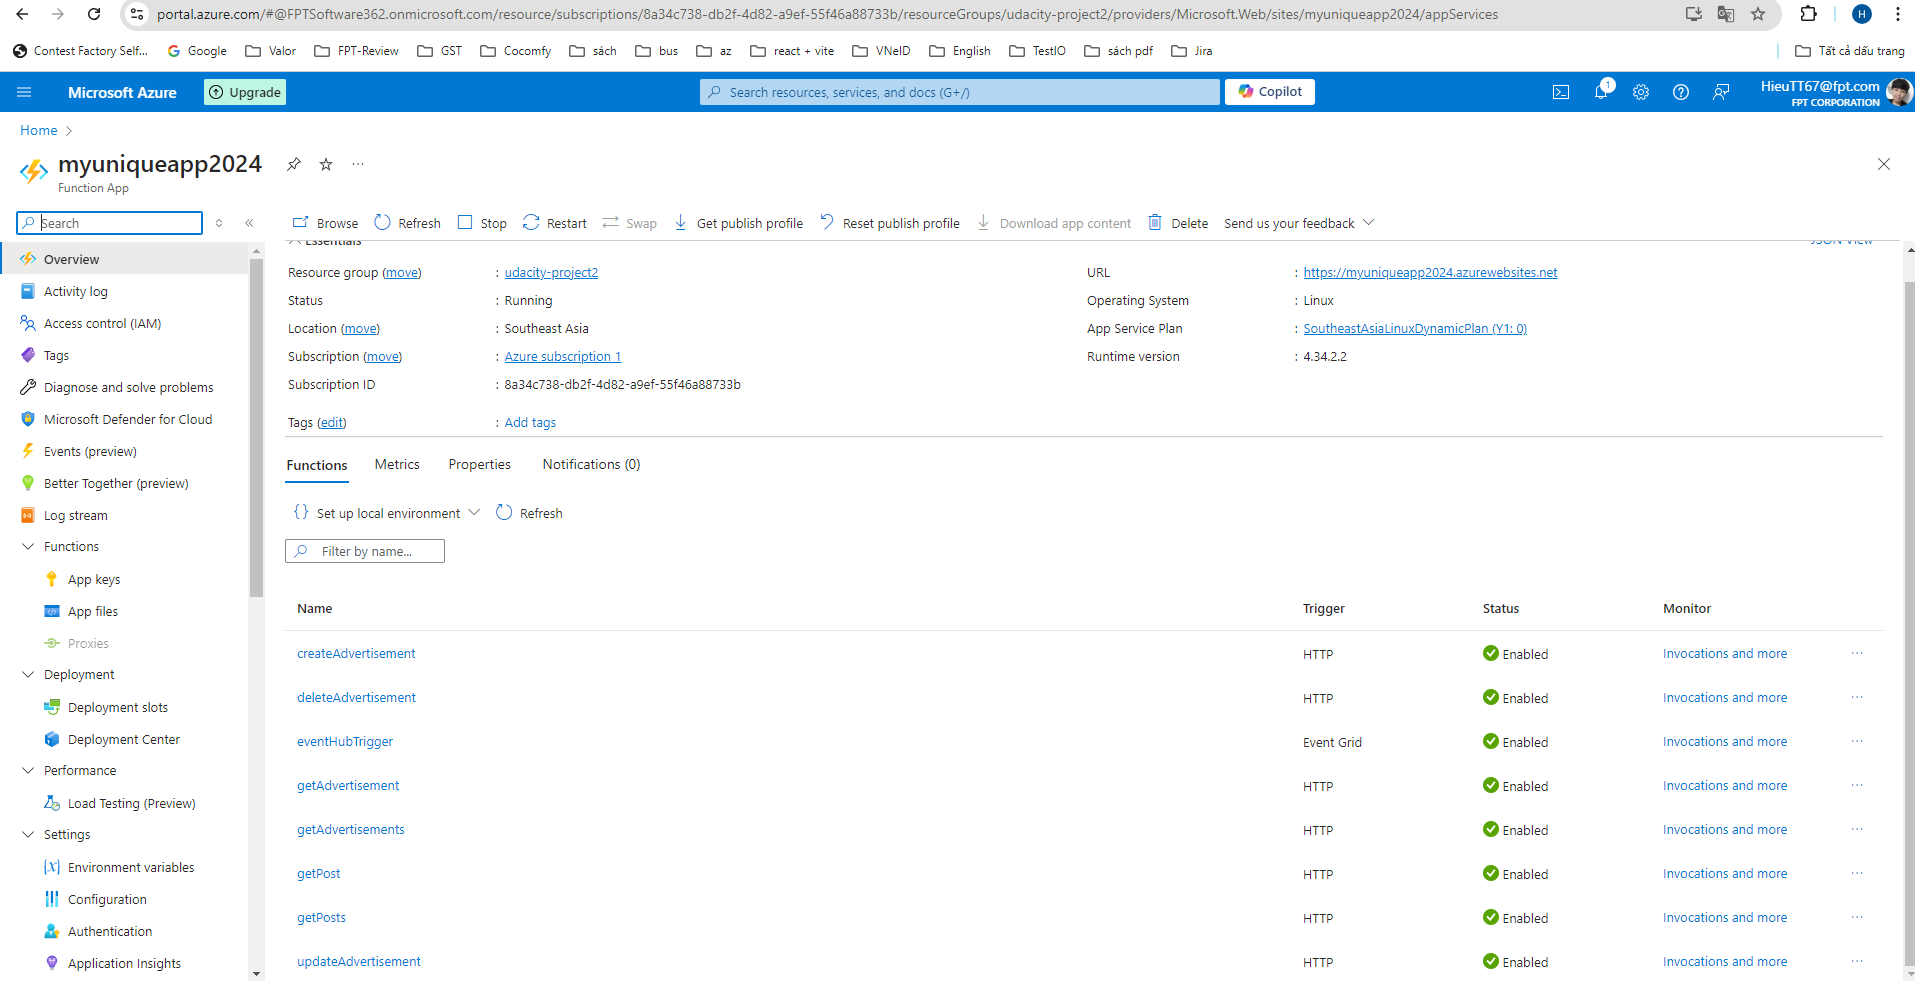 portal.azure.com/#@FPTSoftware362.onmicrosoft.com/resource/subscriptions/8a34c738-db2f-4d82-a9ef-55f46a88733b/resourceGroups/udacity-project2/providers/Microsoft.Web/sites/myuniqueapp2024/appServices
H
Contest Factory Self... Google Valor FPT-Review GST Cocomfy sách bus az react + vite VNeID English TestIO sách pdf Jira Tất cả dấu trang
Microsoft Azure Upgrade Search resources, services, and docs (G+/) Copilot 1 HieuTT67@fpt.com
FPT CORPORATION
Home
myuniqueapp2024
Function App
Search
Browse Refresh Stop Restart Swap Get publish profile Reset publish profile Download app content Delete Send us your feedback
Essentials JSON View
Overview
Activity log
Access control (IAM)
Tags
Diagnose and solve problems
Microsoft Defender for Cloud
Events (preview)
Better Together (preview)
Log stream
Functions
App keys
App files
Proxies
Deployment
Deployment slots
Deployment Center
Performance
Load Testing (Preview)
Settings
Environment variables
Configuration
Authentication
Application Insights
Resource group (move) : udacity-project2
Status : Running
Location (move) : Southeast Asia
Subscription (move) : Azure subscription 1
Subscription ID : 8a34c738-db2f-4d82-a9ef-55f46a88733b
Tags (edit) : Add tags
URL : https://myuniqueapp2024.azurewebsites.net
Operating System : Linux
App Service Plan : SoutheastAsiaLinuxDynamicPlan (Y1: 0)
Runtime version : 4.34.2.2
Functions Metrics Properties Notifications (0)
Set up local environment Refresh
Filter by name...
Name Trigger Status Monitor
createAdvertisement HTTP Enabled Invocations and more
deleteAdvertisement HTTP Enabled Invocations and more
eventHubTrigger Event Grid Enabled Invocations and more
getAdvertisement HTTP Enabled Invocations and more
getAdvertisements HTTP Enabled Invocations and more
getPost HTTP Enabled Invocations and more
getPosts HTTP Enabled Invocations and more
updateAdvertisement HTTP Enabled Invocations and more